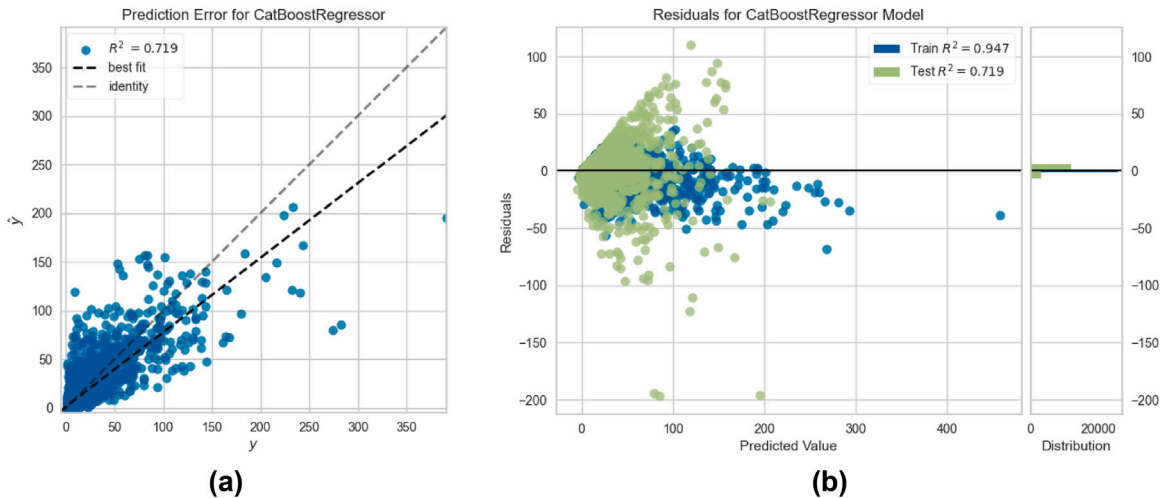 Prediction Error for CatBoostRegressor
R² = 0.719
best fit
identity
350
300
250
200
150
100
50
0
ŷ
0 50 100 150 200 250 300 350
y
(a)
Residuals for CatBoostRegressor Model
Train R² = 0.947
Test R² = 0.719
100
50
0
−50
−100
−150
−200
Residuals
0 100 200 300 400
Predicted Value
100
50
0
−50
−100
−150
−200
0 20000
Distribution
(b)